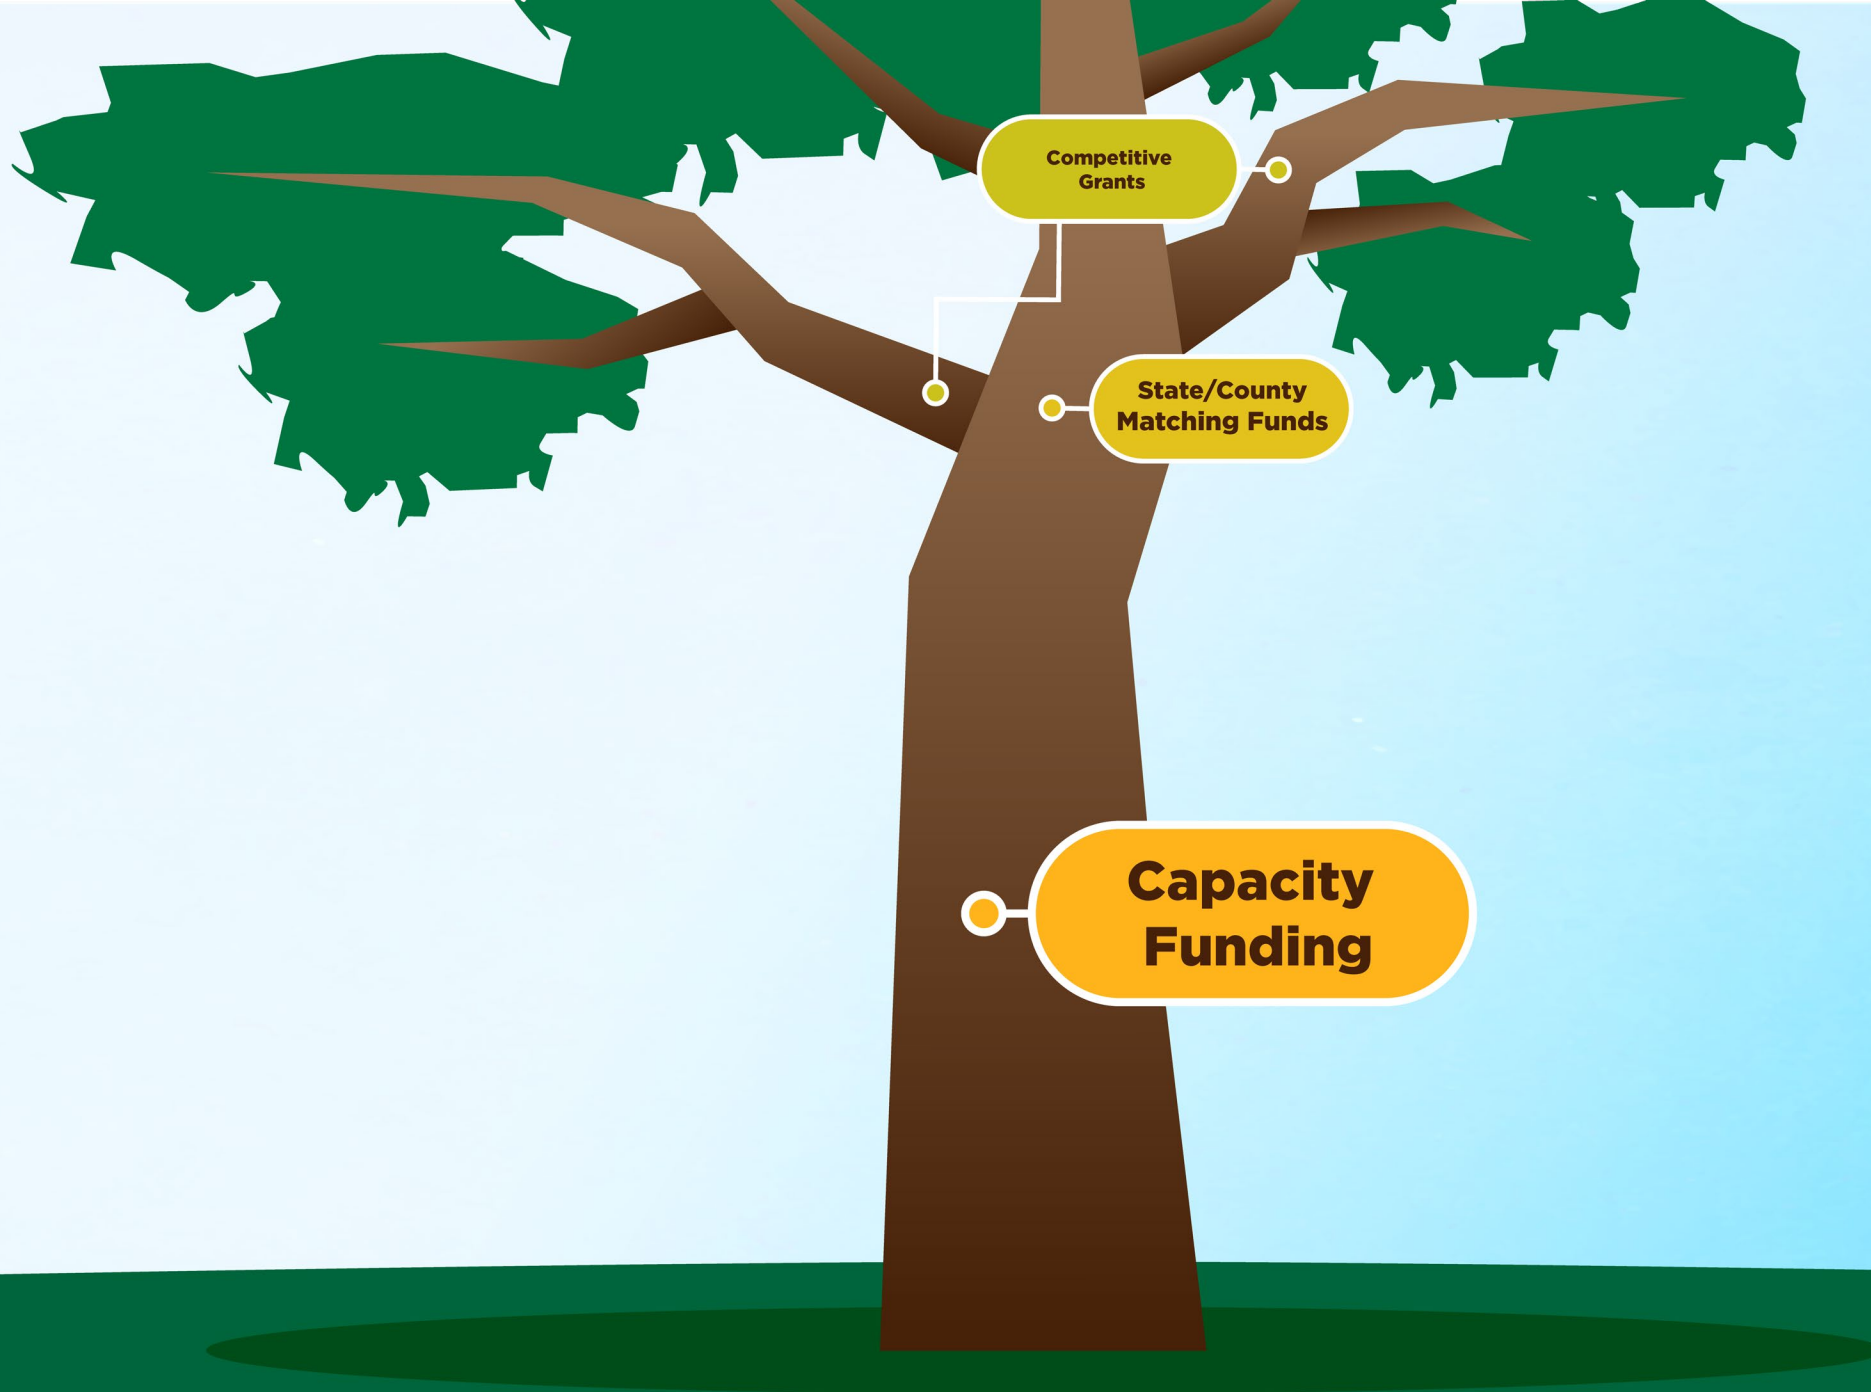 Competitive
Grants
State/County
Matching Funds
Capacity
Funding